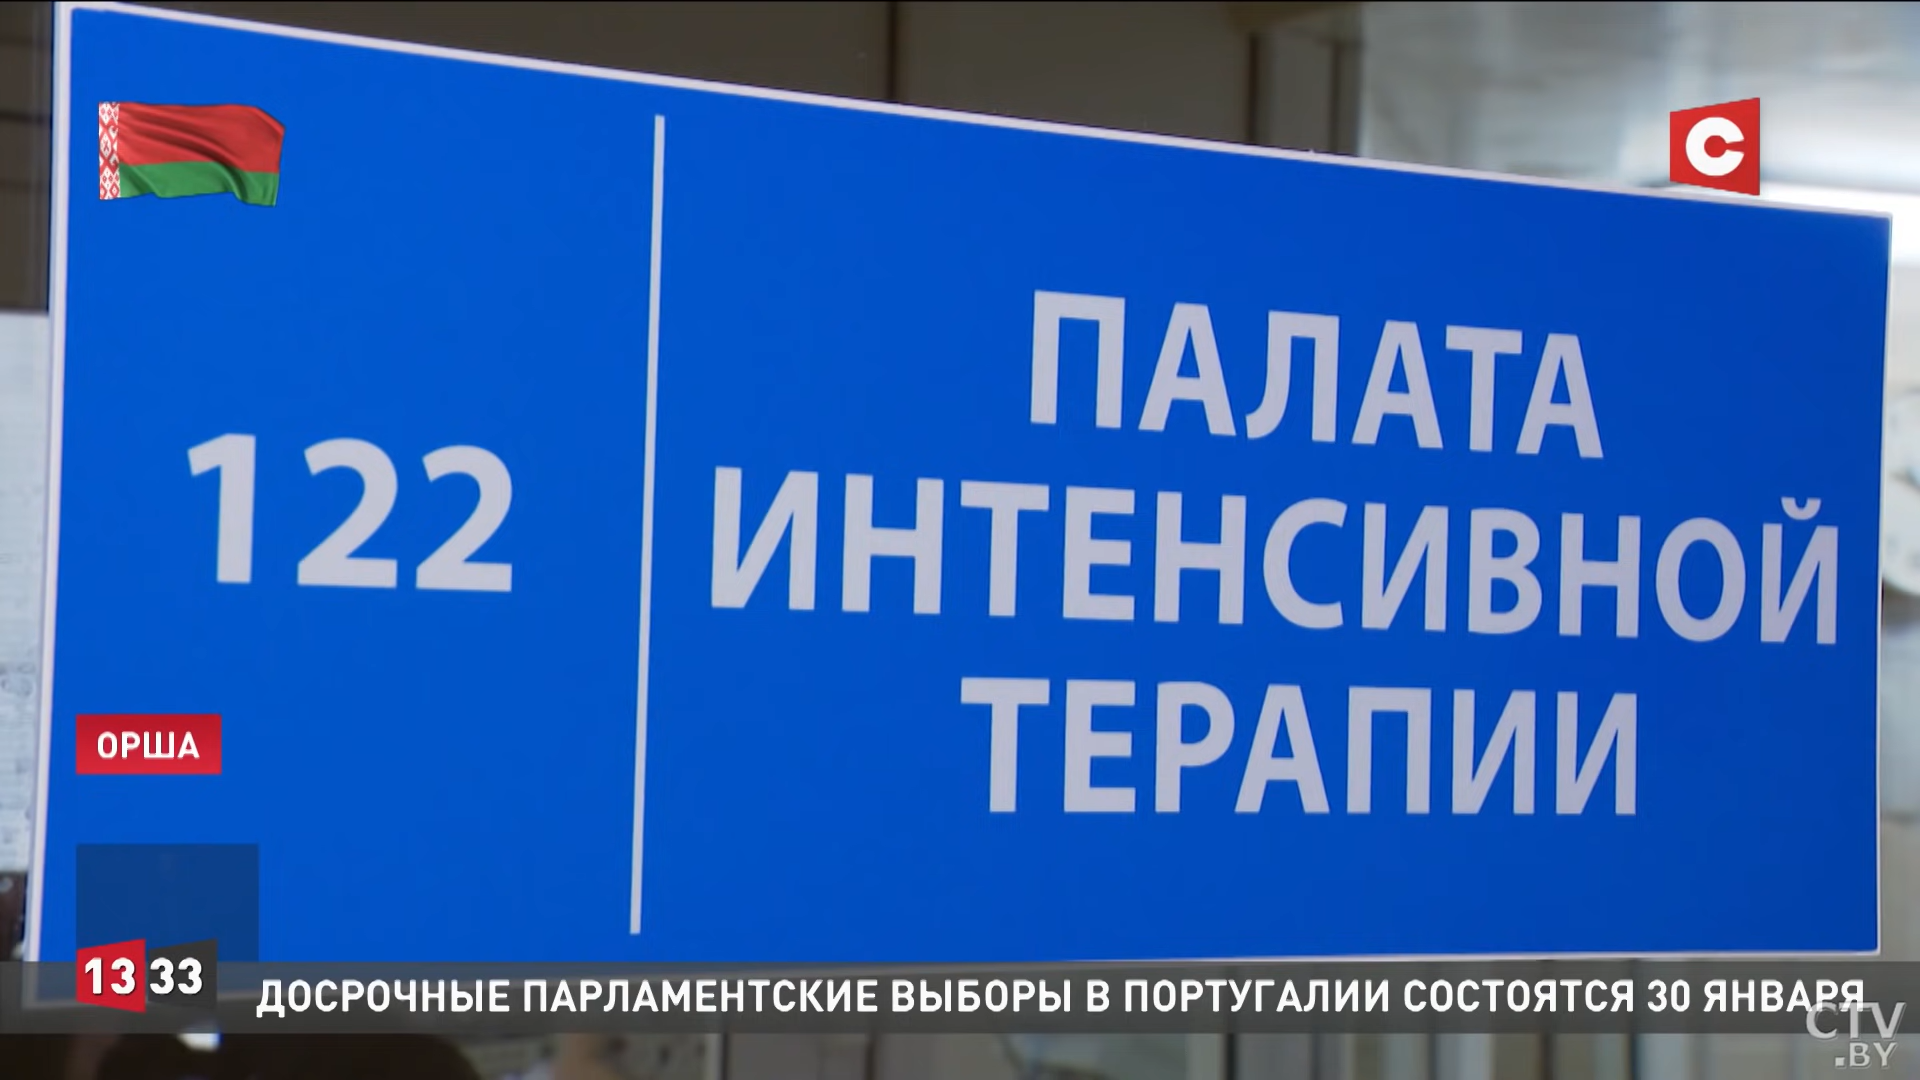 С
122
ПАЛАТА
ИНТЕНСИВНОЙ
ТЕРАПИИ
ОРША
13 33
ДОСРОЧНЫЕ ПАРЛАМЕНТСКИЕ ВЫБОРЫ В ПОРТУГАЛИИ СОСТОЯТСЯ 30 ЯНВАРЯ
CTV
.BY